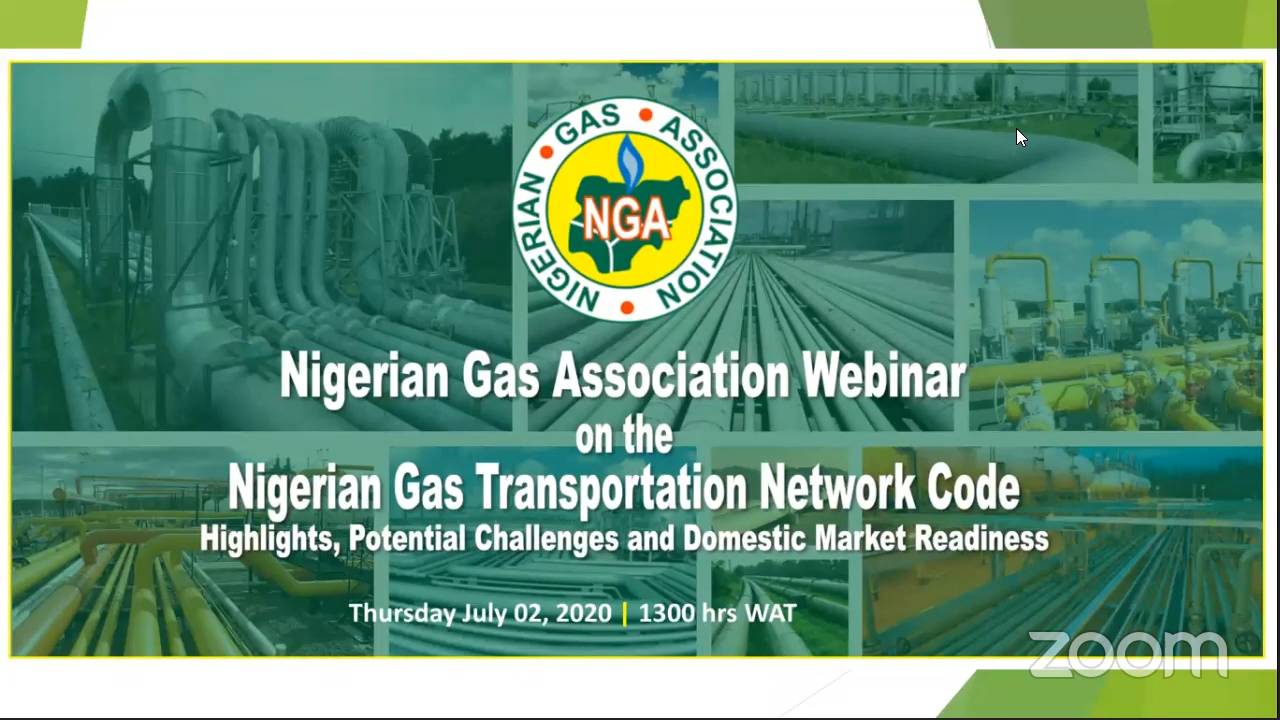 NIGERIAN • GAS • ASSOCIATION •
NGA
Nigerian Gas Association Webinar
on the
Nigerian Gas Transportation Network Code
Highlights, Potential Challenges and Domestic Market Readiness
Thursday July 02, 2020 | 1300 hrs WAT
zoom